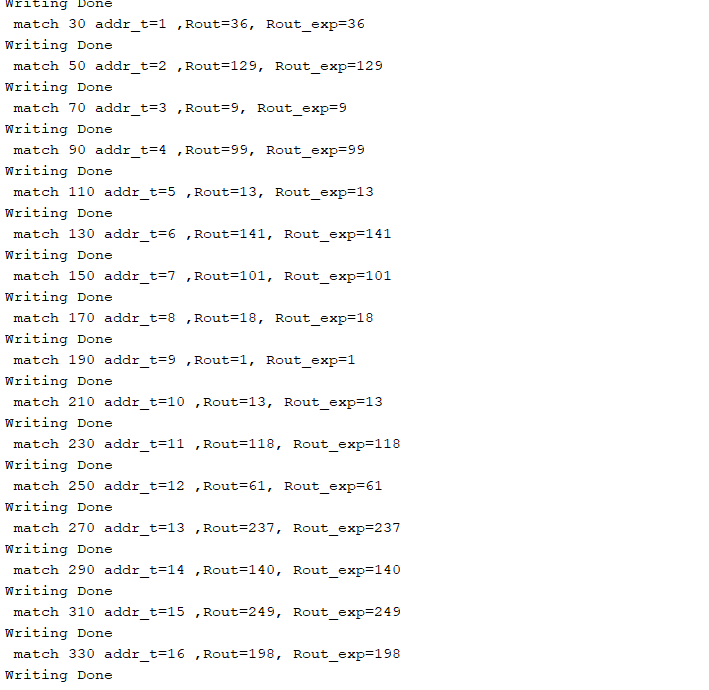 Writing Done
match 30 addr_t=1 ,Rout=36, Rout_exp=36
Writing Done
match 50 addr_t=2 ,Rout=129, Rout_exp=129
Writing Done
match 70 addr_t=3 ,Rout=9, Rout_exp=9
Writing Done
match 90 addr_t=4 ,Rout=99, Rout_exp=99
Writing Done
match 110 addr_t=5 ,Rout=13, Rout_exp=13
Writing Done
match 130 addr_t=6 ,Rout=141, Rout_exp=141
Writing Done
match 150 addr_t=7 ,Rout=101, Rout_exp=101
Writing Done
match 170 addr_t=8 ,Rout=18, Rout_exp=18
Writing Done
match 190 addr_t=9 ,Rout=1, Rout_exp=1
Writing Done
match 210 addr_t=10 ,Rout=13, Rout_exp=13
Writing Done
match 230 addr_t=11 ,Rout=118, Rout_exp=118
Writing Done
match 250 addr_t=12 ,Rout=61, Rout_exp=61
Writing Done
match 270 addr_t=13 ,Rout=237, Rout_exp=237
Writing Done
match 290 addr_t=14 ,Rout=140, Rout_exp=140
Writing Done
match 310 addr_t=15 ,Rout=249, Rout_exp=249
Writing Done
match 330 addr_t=16 ,Rout=198, Rout_exp=198
Writing Done